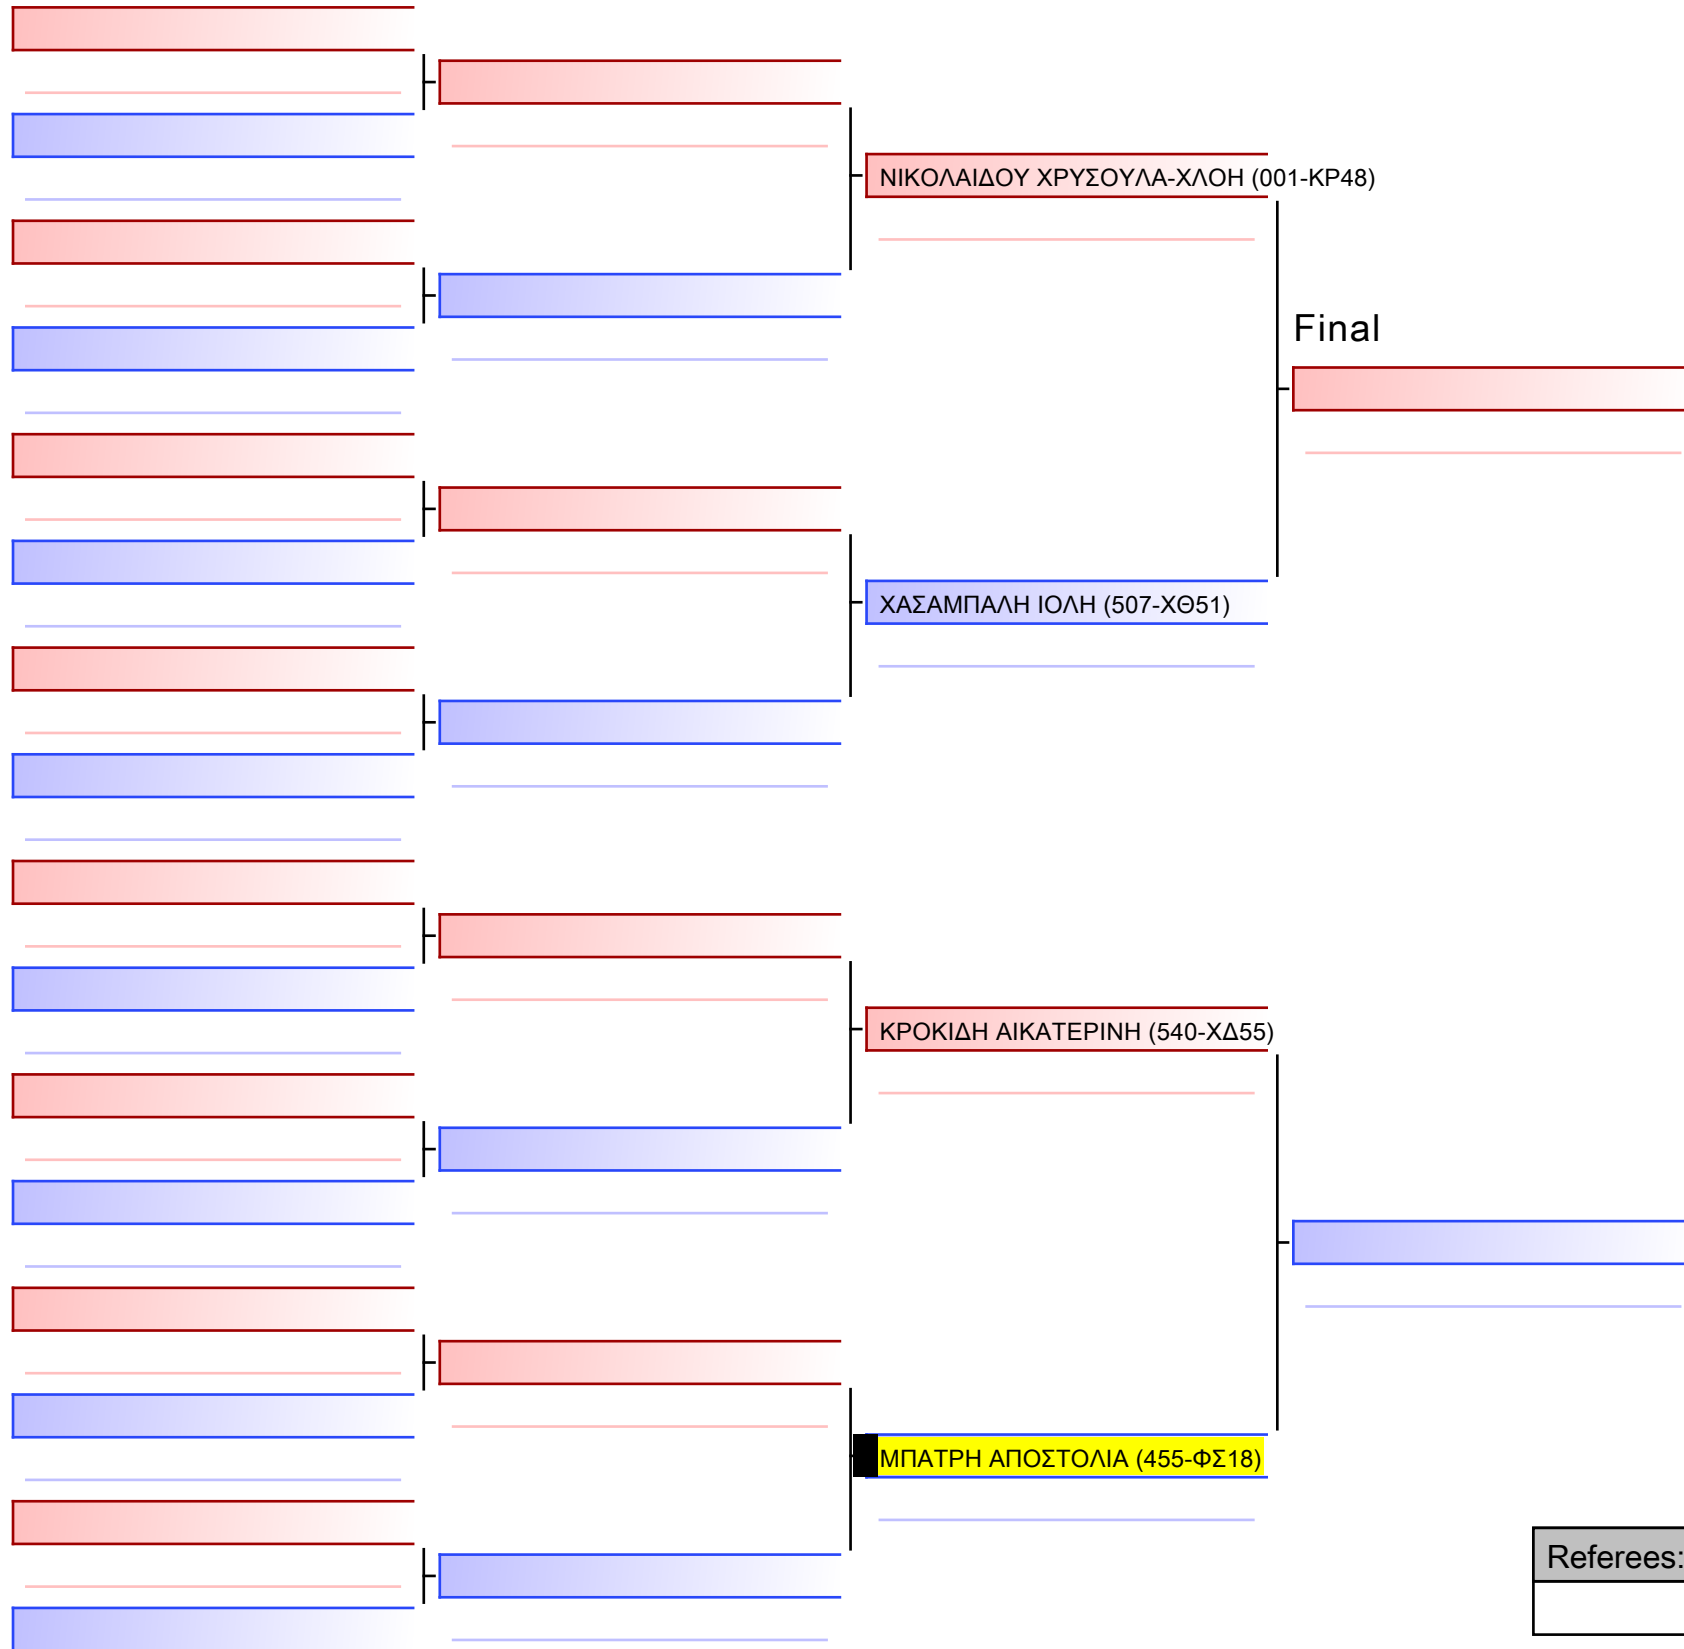 ΝΙΚΟΛΑΙΔΟΥ ΧΡΥΣΟΥΛΑ-ΧΛΟΗ (001-ΚΡ48)
Final
ΧΑΣΑΜΠΑΛΗ ΙΟΛΗ (507-ΧΘ51)
ΚΡΟΚΙΔΗ ΑΙΚΑΤΕΡΙΝΗ (540-ΧΔ55)
ΜΠΑΤΡΗ ΑΠΟΣΤΟΛΙΑ (455-ΦΣ18)
Referees: